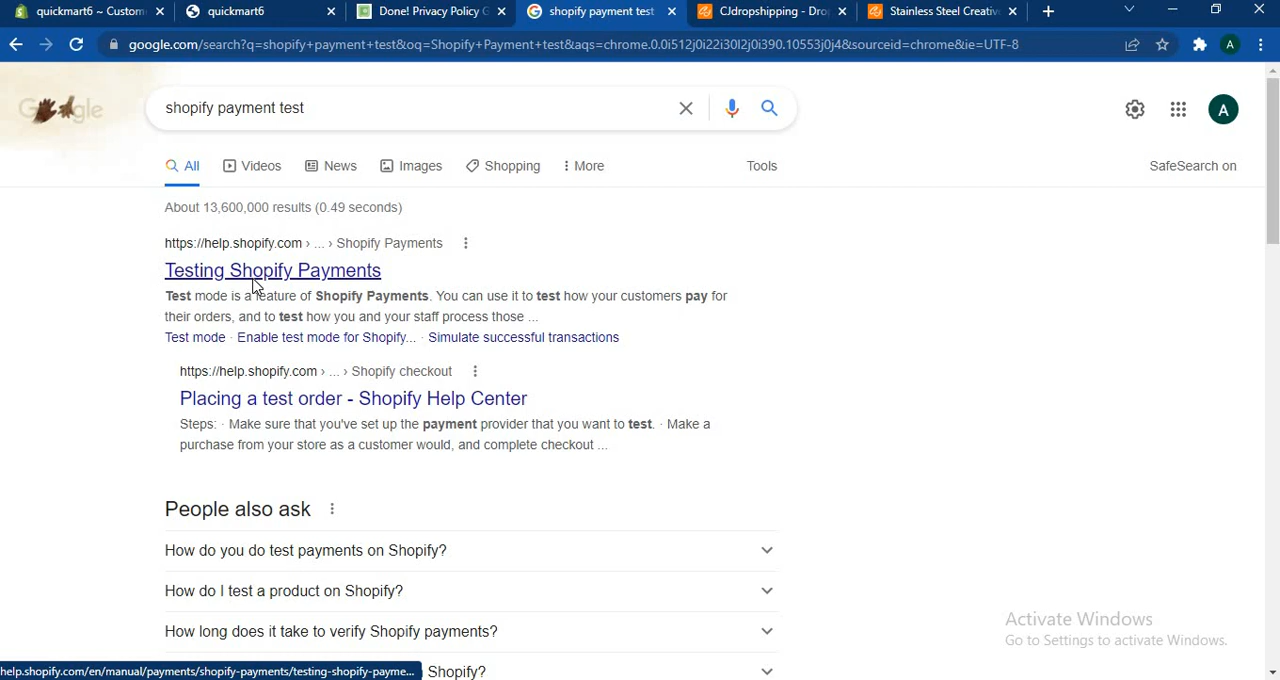 quickmart6 ~ Custom
quickmart6
Done! Privacy Policy G
shopify payment test
CJdropshipping - Dro
Stainless Steel Creativ
google.com/search?q=shopify+payment+test&oq=Shopify+Payment+test&aqs=chrome.0.0i512j0i22i30l2j0i390.10553j0j4&sourceid=chrome&ie=UTF-8
A
shopify payment test
A
All
Videos
News
Images
Shopping
More
Tools
SafeSearch on
About 13,600,000 results (0.49 seconds)
https://help.shopify.com › ... › Shopify Payments
Testing Shopify Payments
Test mode is a feature of Shopify Payments. You can use it to test how your customers pay for
their orders, and to test how you and your staff process those ...
Test mode · Enable test mode for Shopify... · Simulate successful transactions
https://help.shopify.com › ... › Shopify checkout
Placing a test order - Shopify Help Center
Steps: · Make sure that you've set up the payment provider that you want to test. · Make a
purchase from your store as a customer would, and complete checkout ...
People also ask
How do you do test payments on Shopify?
How do I test a product on Shopify?
How long does it take to verify Shopify payments?
Shopify?
Activate Windows
Go to Settings to activate Windows.
help.shopify.com/en/manual/payments/shopify-payments/testing-shopify-payme...